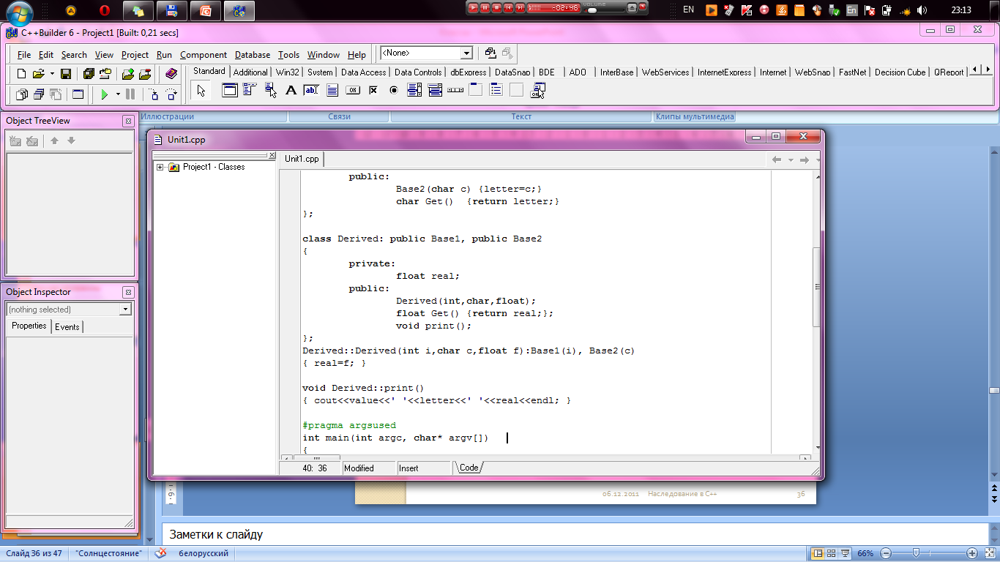 EN
-02:46
VOLUME
En
23:13
C++Builder 6 - Project1 [Built: 0,21 secs]
File Edit Search View Project Run Component Database Tools Window Help
<None>
Standard Additional Win32 System Data Access Data Controls dbExpress DataSnap BDE ADO InterBase WebServices InternetExpress Internet WebSnap FastNet Decision Cube QReport
Иллюстрации Связи Текст Клипы мультимедиа
Object TreeView
Object Inspector
(nothing selected)
Properties Events
Unit1.cpp
Project1 - Classes
Unit1.cpp
public:
Base2(char c) {letter=c;}
char Get()  {return letter;}
};
class Derived: public Base1, public Base2
{
private:
float real;
public:
Derived(int,char,float);
float Get() {return real;};
void print();
};
Derived::Derived(int i,char c,float f):Base1(i), Base2(c)
{ real=f; }
void Derived::print()
{ cout<<value<<' '<<letter<<' '<<real<<endl; }
#pragma argsused
int main(int argc, char* argv[])
{
40: 36 Modified Insert Code
06.12.2011 Наследование в C++ 36
Заметки к слайду
Слайд 36 из 47 "Солнцестояние" белорусский 66%